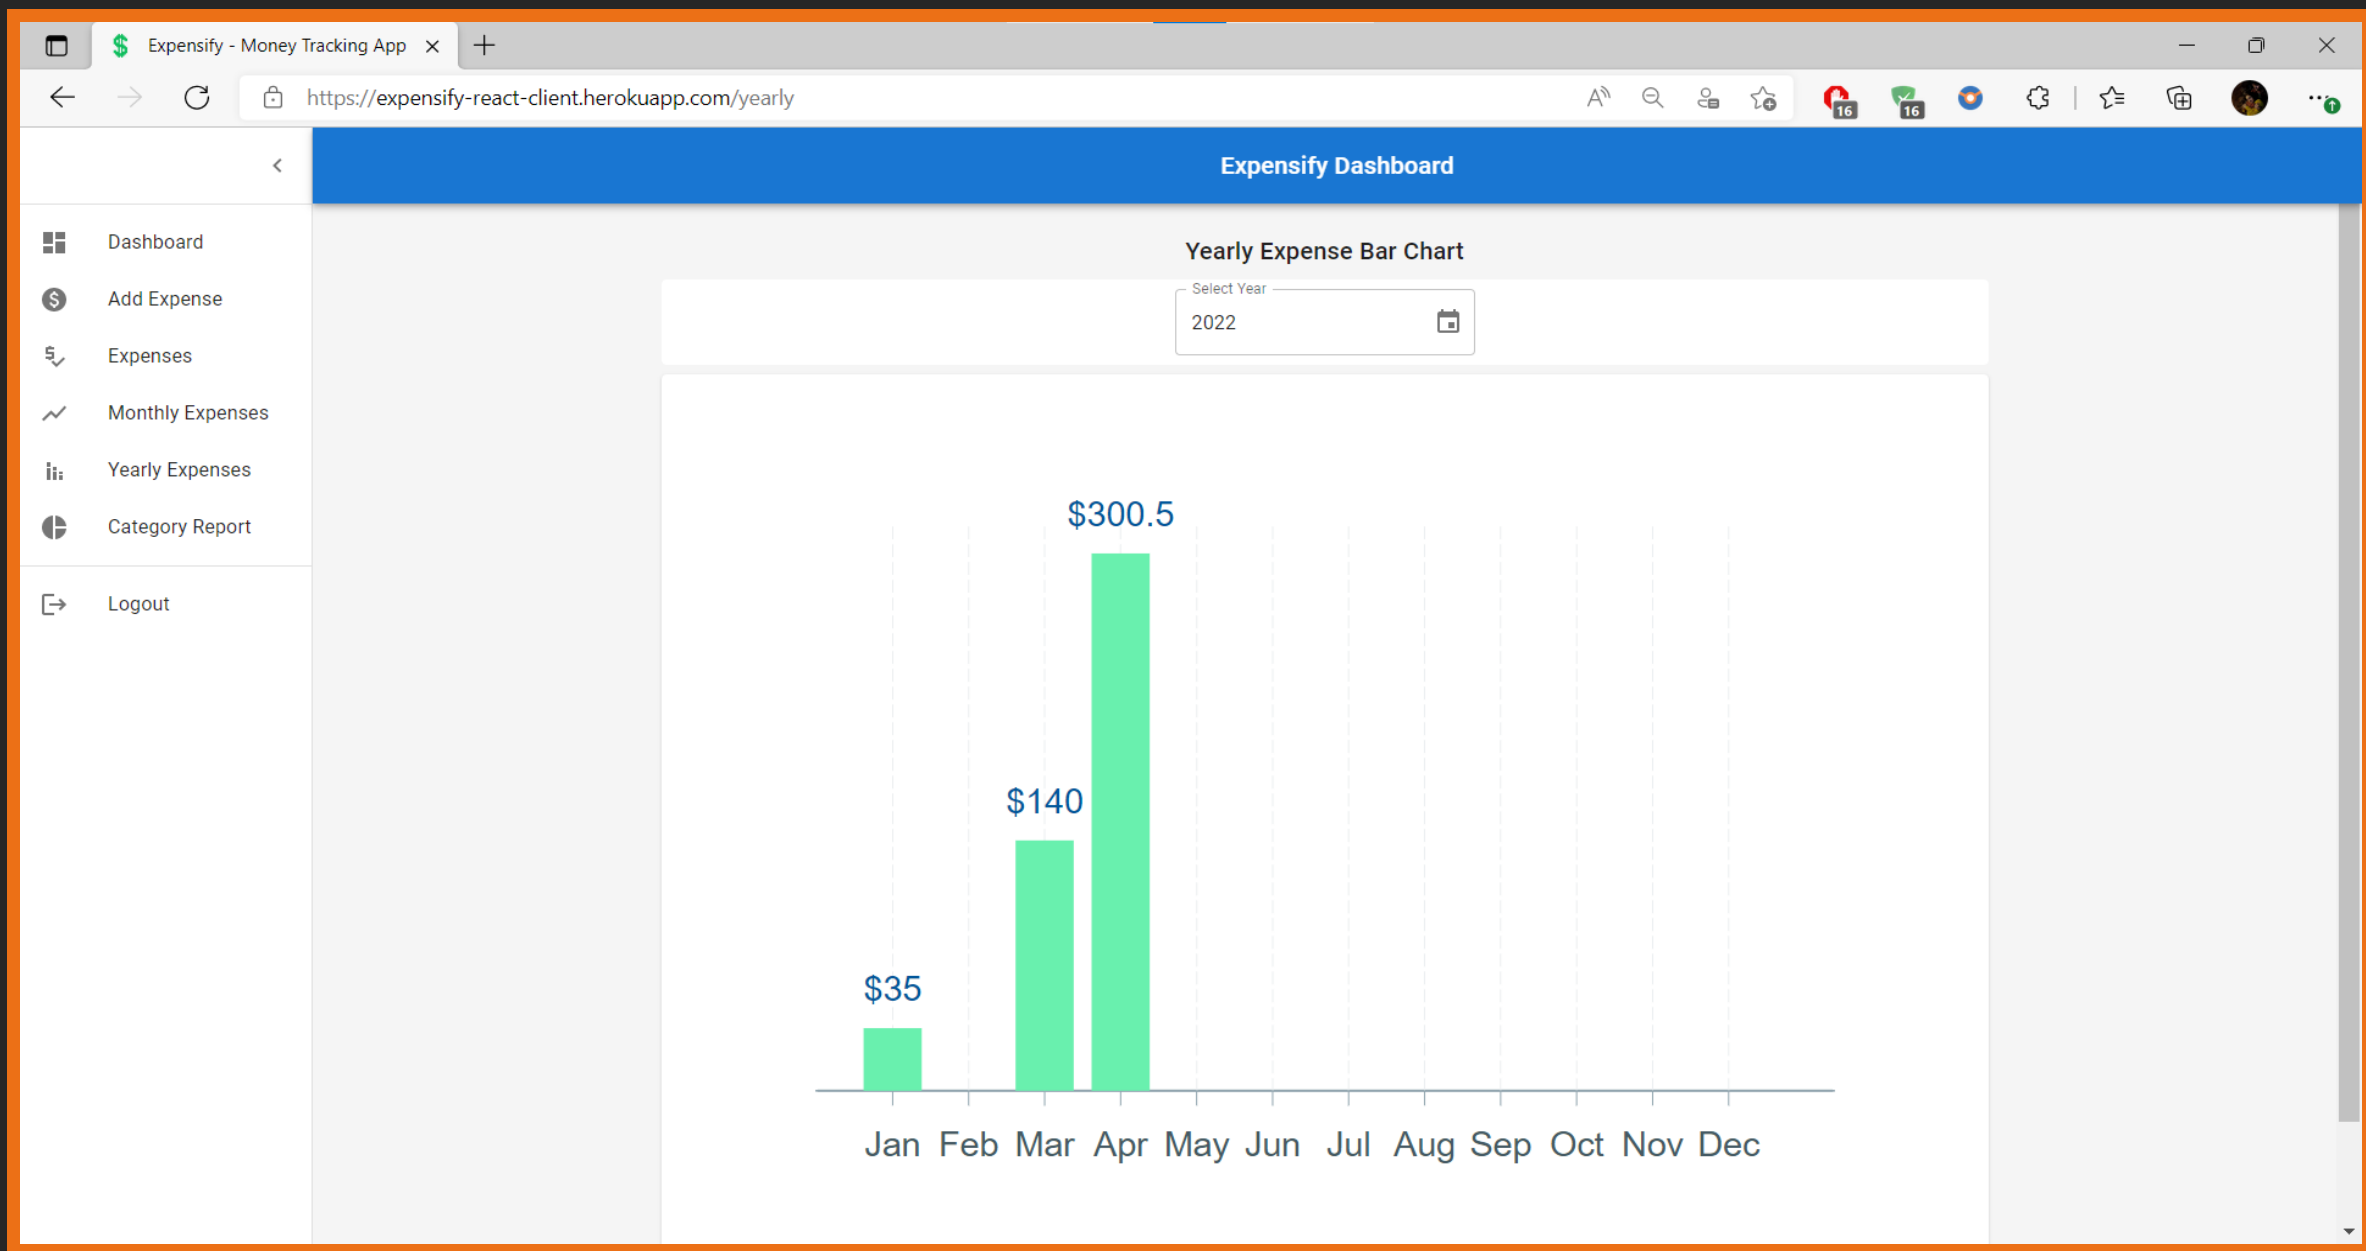 Expensify - Money Tracking App
https://expensify-react-client.herokuapp.com/yearly
16
16
Expensify Dashboard
Dashboard
Add Expense
Expenses
Monthly Expenses
Yearly Expenses
Category Report
Logout
Yearly Expense Bar Chart
Select Year
2022
$300.5
$140
$35
Jan Feb Mar Apr May Jun Jul Aug Sep Oct Nov Dec